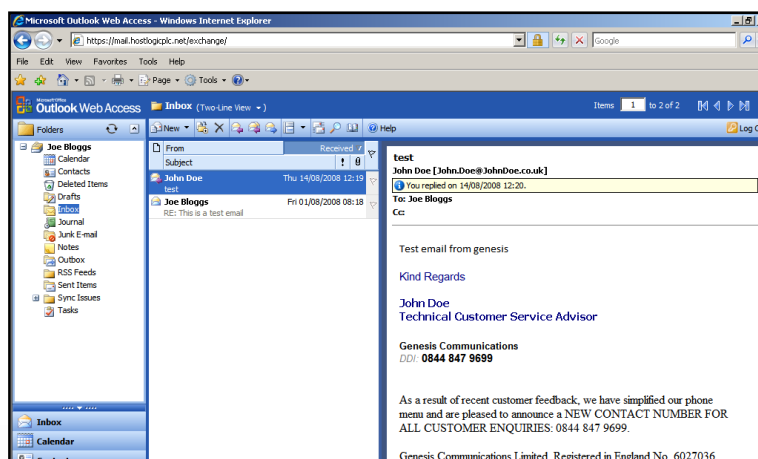 Microsoft Outlook Web Access - Windows Internet Explorer
https://mail.hostlogicplc.net/exchange/
Google
File Edit View Favorites Tools Help
Page Tools
Microsoft Office
Outlook Web Access
Inbox (Two-Line View)
Items 1 to 2 of 2
Folders
New
Help
Log
Joe Bloggs
Calendar
Contacts
Deleted Items
Drafts
Inbox
Journal
Junk E-mail
Notes
Outbox
RSS Feeds
Sent Items
Sync Issues
Tasks
Inbox
Calendar
From Received
Subject
John Doe Thu 14/08/2008 12:19
test
Joe Bloggs Fri 01/08/2008 08:18
RE: This is a test email
test
John Doe [John.Doe@JohnDoe.co.uk]
You replied on 14/08/2008 12:20.
To: Joe Bloggs
Cc:
Test email from genesis
Kind Regards
John Doe
Technical Customer Service Advisor
Genesis Communications
DDI: 0844 847 9699
As a result of recent customer feedback, we have simplified our phone
menu and are pleased to announce a NEW CONTACT NUMBER FOR
ALL CUSTOMER ENQUIRIES: 0844 847 9699.
Genesis Communications Limited. Registered in England No. 6027036